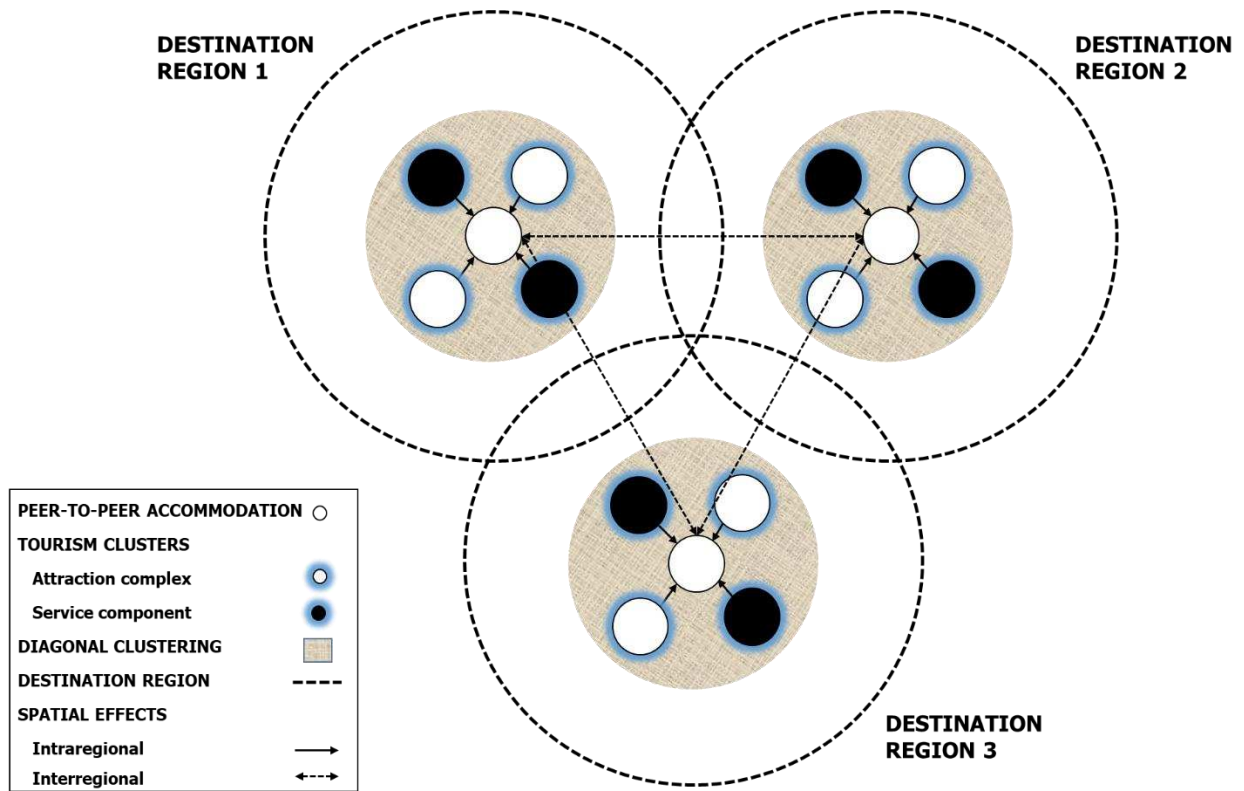 DESTINATION
REGION 1
DESTINATION
REGION 2
PEER-TO-PEER ACCOMMODATION
TOURISM CLUSTERS
Attraction complex
Service component
DIAGONAL CLUSTERING
DESTINATION REGION
SPATIAL EFFECTS
Intraregional
Interregional
DESTINATION
REGION 3